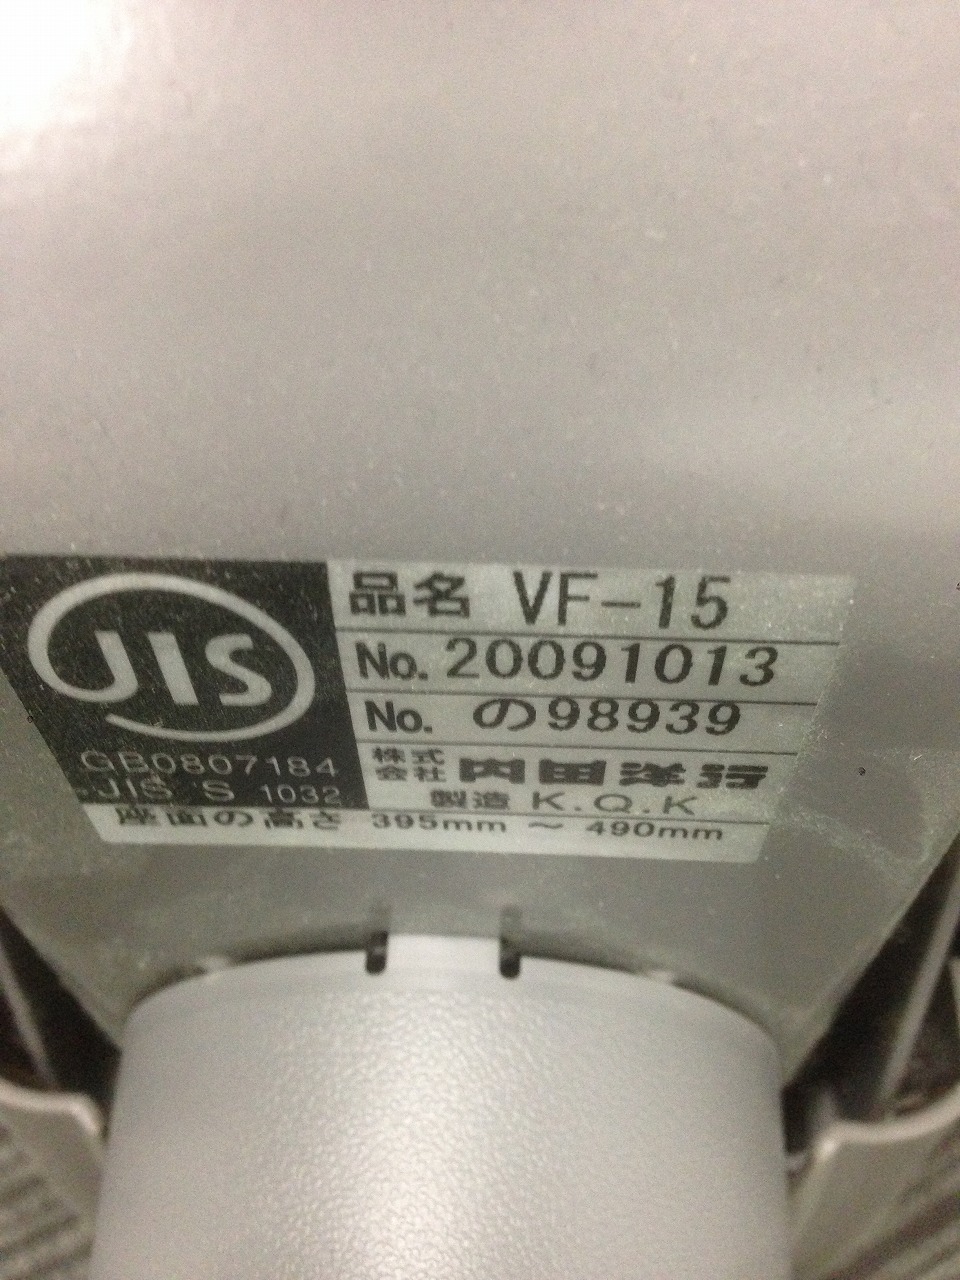 JIS
GB0807184
JIS S 1032
品名 VF-15
No. 20091013
No. の98939
株式会社 内田洋行
製造 K.Q.K
座面の高さ 395mm ～ 490mm